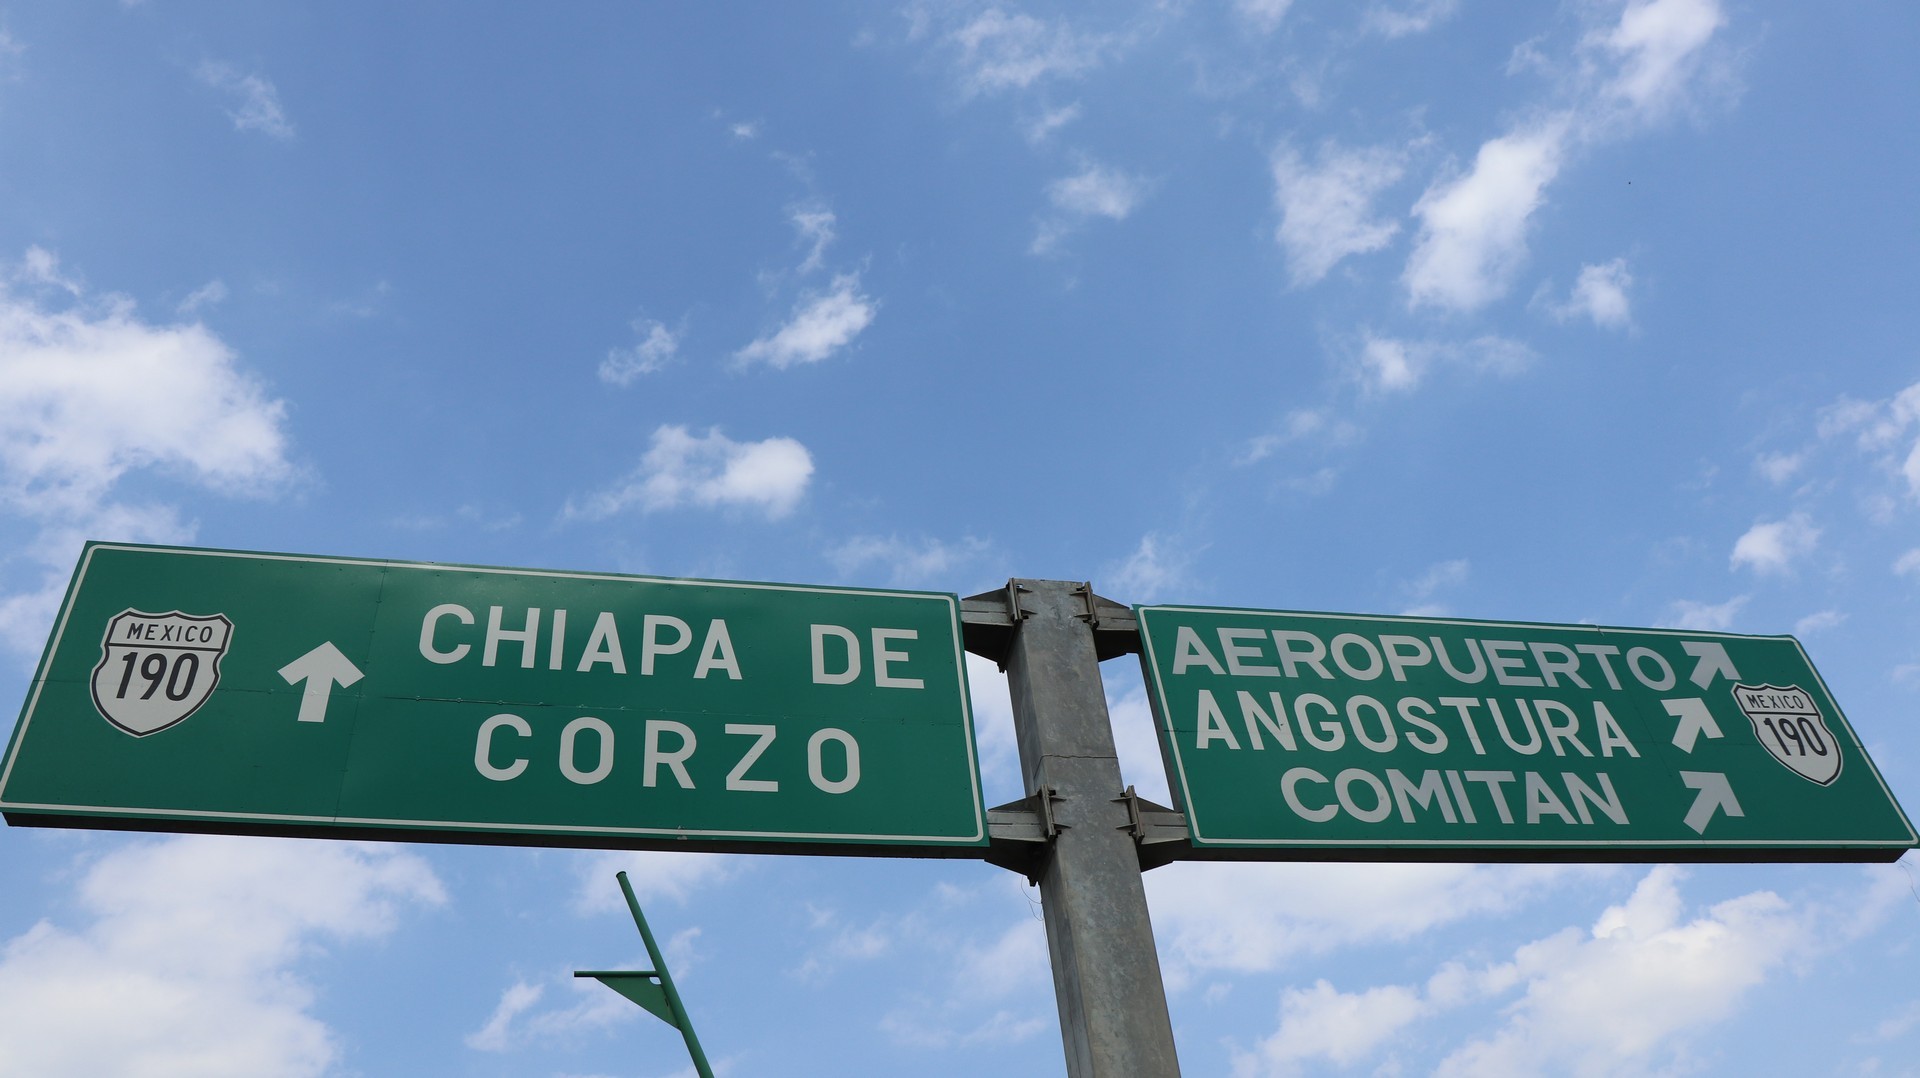 MEXICO
190
CHIAPA DE
CORZO
AEROPUERTO
ANGOSTURA
COMITAN
MEXICO
190